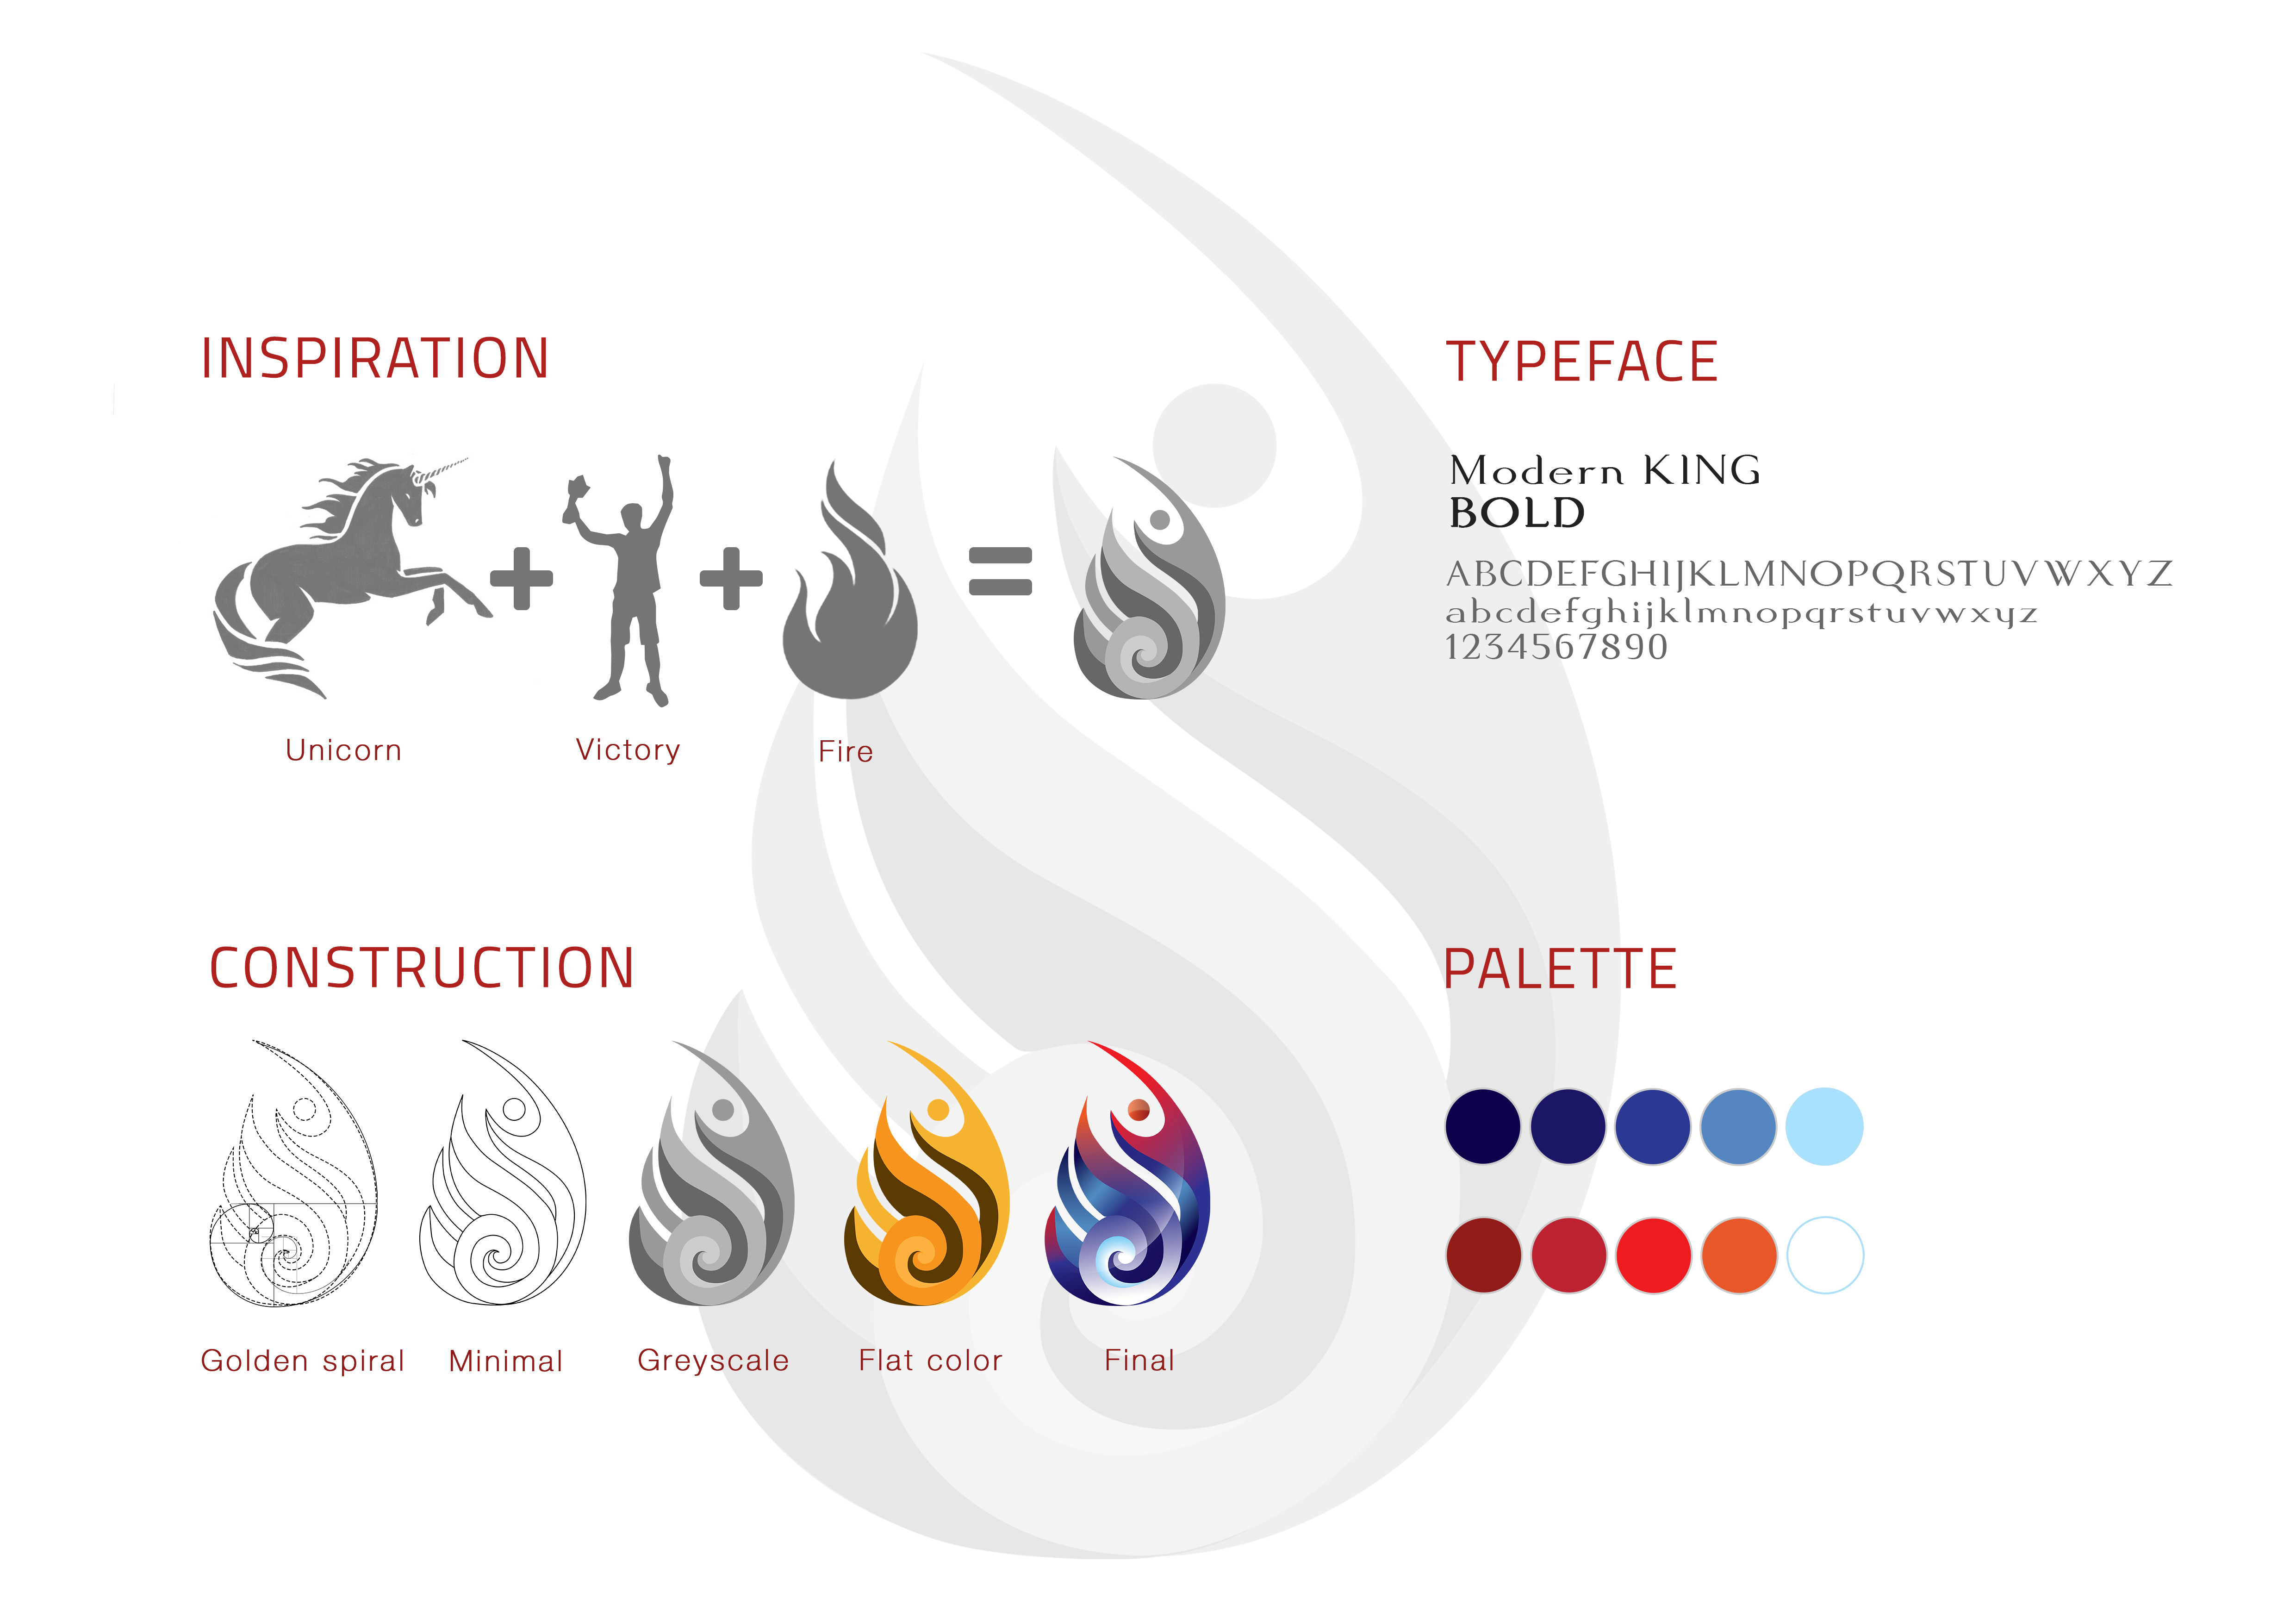 INSPIRATION
Unicorn
Victory
Fire
TYPEFACE
Modern KING
BOLD
ABCDEFGHIJKLMNOPQRSTUVWXYZ
abcdefghijklmnopqrstuvwxyz
1234567890
CONSTRUCTION
Golden spiral
Minimal
Greyscale
Flat color
Final
PALETTE